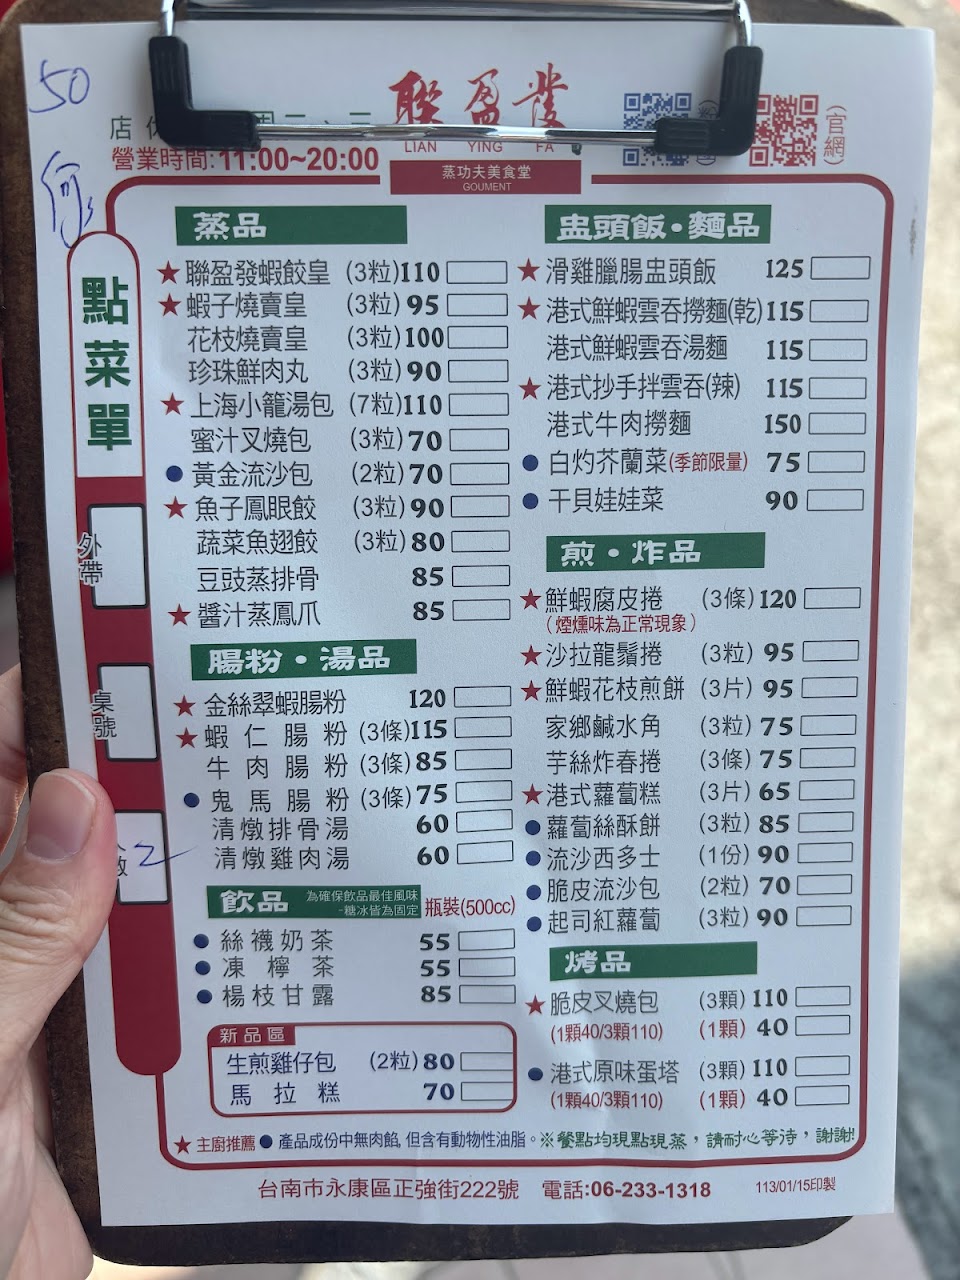 50
何
店休
聯盈發
LIAN YING FA
蒸功夫美食堂
GOUMENT
營業時間:11:00~20:00
(官網)
點菜單
外帶
桌號
2
蒸品
★聯盈發蝦餃皇 (3粒)110
★蝦子燒賣皇 (3粒)95
花枝燒賣皇 (3粒)100
珍珠鮮肉丸 (3粒)90
★上海小籠湯包 (7粒)110
蜜汁叉燒包 (3粒)70
●黃金流沙包 (2粒)70
★魚子鳳眼餃 (3粒)90
蔬菜魚翅餃 (3粒)80
豆豉蒸排骨 85
★醬汁蒸鳳爪 85
腸粉・湯品
★金絲翠蝦腸粉 120
★蝦仁腸粉 (3條)115
牛肉腸粉 (3條)85
●鬼馬腸粉 (3條)75
清燉排骨湯 60
清燉雞肉湯 60
飲品 為確保飲品最佳風味
-糖冰皆為固定
瓶裝(500cc)
●絲襪奶茶 55
●凍檸茶 55
●楊枝甘露 85
新品區
生煎雞仔包 (2粒)80
馬拉糕 70
盅頭飯・麵品
★滑雞臘腸盅頭飯 125
★港式鮮蝦雲吞撈麵(乾)115
港式鮮蝦雲吞湯麵 115
★港式抄手拌雲吞(辣) 115
港式牛肉撈麵 150
●白灼芥蘭菜(季節限量) 75
●干貝娃娃菜 90
煎・炸品
★鮮蝦腐皮捲 (3條)120
(煙燻味為正常現象)
★沙拉龍鬚捲 (3粒)95
★鮮蝦花枝煎餅 (3片)95
家鄉鹹水角 (3粒)75
芋絲炸春捲 (3條)75
★港式蘿蔔糕 (3片)65
●蘿蔔絲酥餅 (3粒)85
●流沙西多士 (1份)90
●脆皮流沙包 (2粒)70
●起司紅蘿蔔 (3粒)90
烤品
★脆皮叉燒包 (3顆)110
(1顆40/3顆110) (1顆)40
●港式原味蛋塔 (3顆)110
(1顆40/3顆110) (1顆)40
★主廚推薦●產品成份中無肉餡,但含有動物性油脂。※餐點均現點現蒸，請耐心等待，謝謝!
台南市永康區正強街222號 電話:06-233-1318 113/01/15印製